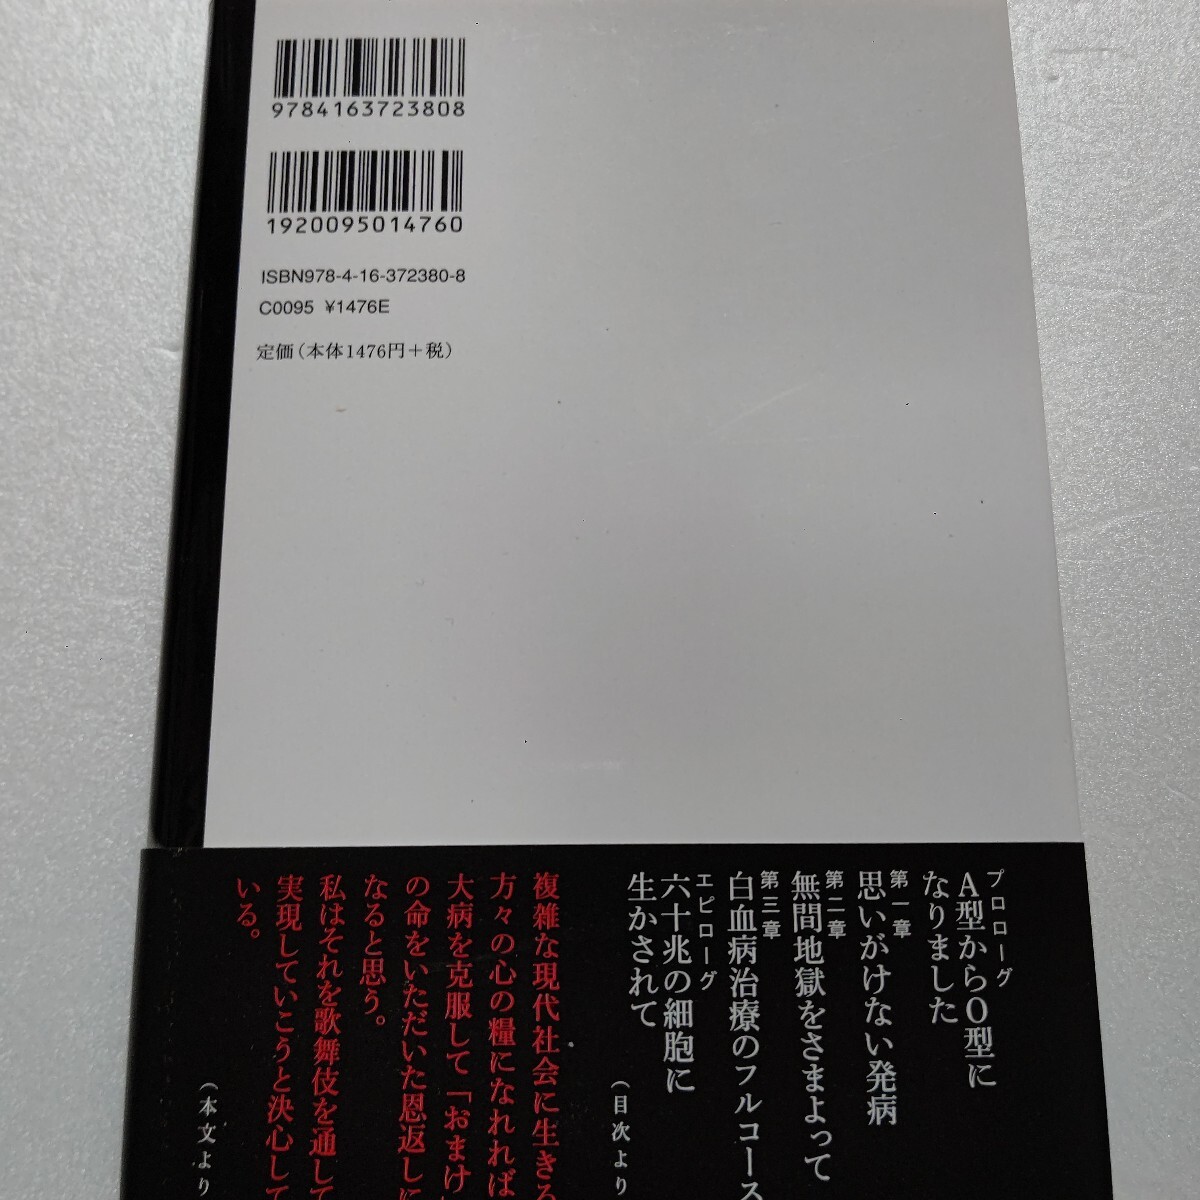 9784163723808
1920095014760
ISBN978-4-16-372380-8
C0095 ¥1476E
定価（本体1476円＋税）
プロローグ
A型からO型に
なりました
第一章
思いがけない発病
第二章
無間地獄をさまよって
第三章
白血病治療のフルコース
エピローグ
六十兆の細胞に
生かされて
（目次より
複雑な現代社会に生きる
方々の心の糧になれれば
大病を克服して「おまけ」
の命をいただいた恩返しに
なると思う。
私はそれを歌舞伎を通して
実現していこうと決心して
いる。
（本文より